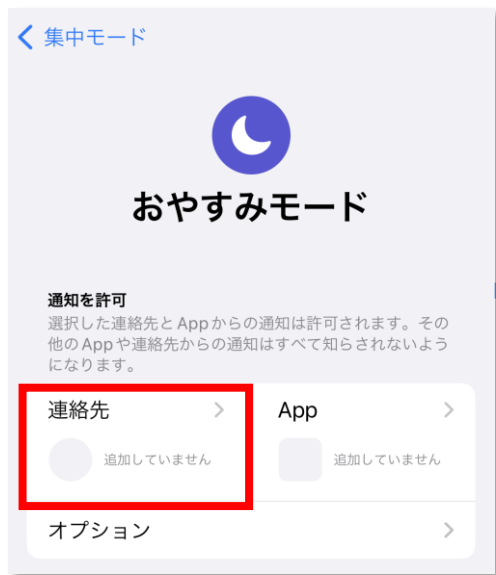 集中モード
おやすみモード
通知を許可
選択した連絡先とAppからの通知は許可されます。その
他のAppや連絡先からの通知はすべて知らされないよう
になります。
連絡先
App
追加していません
追加していません
オプション